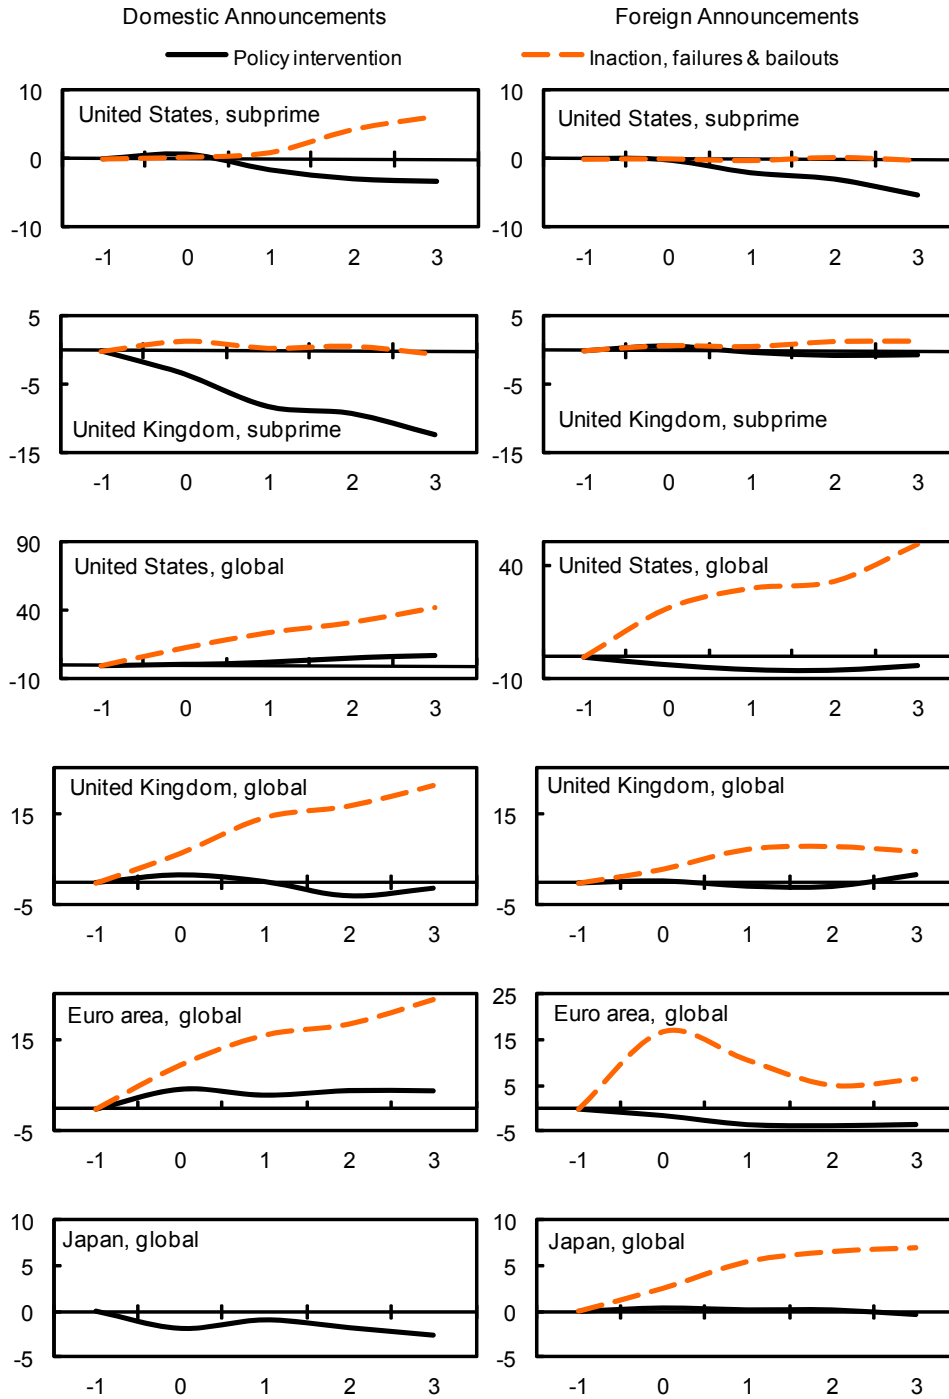 Domestic Announcements Foreign Announcements
Policy intervention Inaction, failures & bailouts
10 10
United States, subprime United States, subprime
0 0
-10 -10
-1 0 1 2 3 -1 0 1 2 3
5 5
-5 -5
United Kingdom, subprime United Kingdom, subprime
-15 -15
-1 0 1 2 3 -1 0 1 2 3
90
United States, global United States, global
40 40
-10 -10
-1 0 1 2 3 -1 0 1 2 3
United Kingdom, global United Kingdom, global
15 15
-5 -5
-1 0 1 2 3 -1 0 1 2 3
25
Euro area, global Euro area, global
15 15
5
-5 -5
-1 0 1 2 3 -1 0 1 2 3
10 10
Japan, global Japan, global
5 5
0 0
-5 -5
-1 0 1 2 3 -1 0 1 2 3